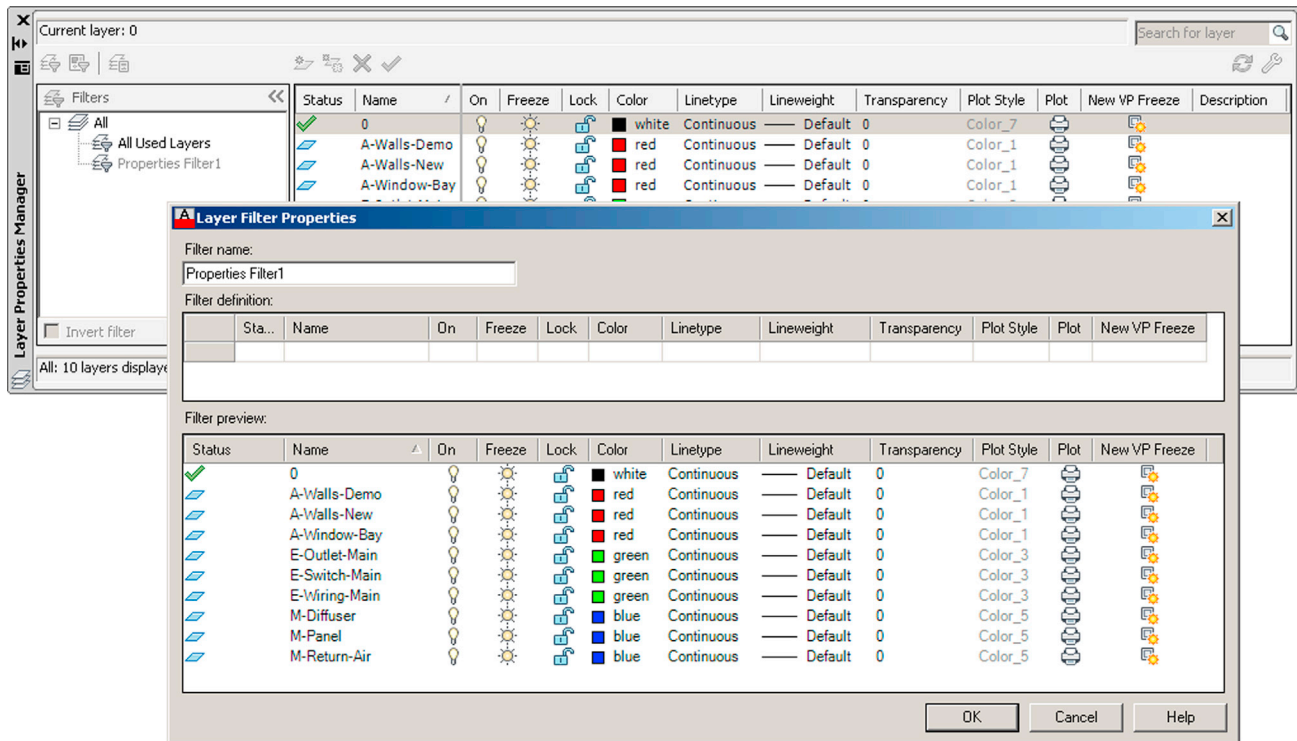 Current layer: 0
Search for layer
Layer Properties Manager
Filters
All
All Used Layers
Properties Filter1
Invert filter
Status Name On Freeze Lock Color Linetype Lineweight Transparency Plot Style Plot New VP Freeze Description
0 white Continuous Default 0 Color_7
A-Walls-Demo red Continuous Default 0 Color_1
A-Walls-New red Continuous Default 0 Color_1
A-Window-Bay red Continuous Default 0 Color_1
All: 10 layers displaye
Layer Filter Properties
Filter name:
Properties Filter1
Filter definition:
Sta... Name On Freeze Lock Color Linetype Lineweight Transparency Plot Style Plot New VP Freeze
Filter preview:
Status Name On Freeze Lock Color Linetype Lineweight Transparency Plot Style Plot New VP Freeze
0 white Continuous Default 0 Color_7
A-Walls-Demo red Continuous Default 0 Color_1
A-Walls-New red Continuous Default 0 Color_1
A-Window-Bay red Continuous Default 0 Color_1
E-Outlet-Main green Continuous Default 0 Color_3
E-Switch-Main green Continuous Default 0 Color_3
E-Wiring-Main green Continuous Default 0 Color_3
M-Diffuser blue Continuous Default 0 Color_5
M-Panel blue Continuous Default 0 Color_5
M-Return-Air blue Continuous Default 0 Color_5
OK Cancel Help